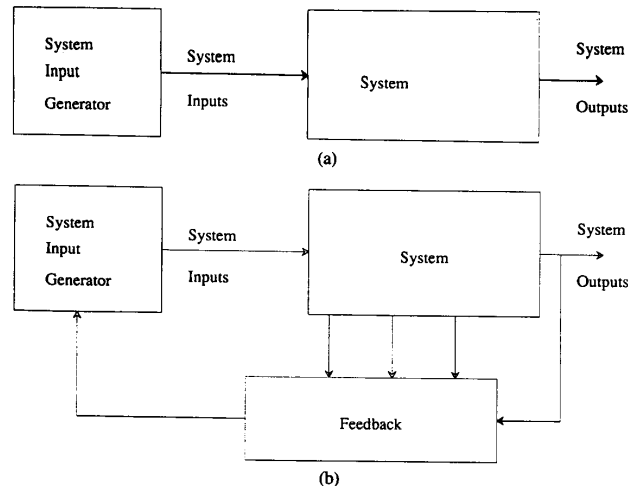 System
Input
Generator
System
Inputs
System
System
Outputs
(a)
System
Input
Generator
System
Inputs
System
System
Outputs
Feedback
(b)